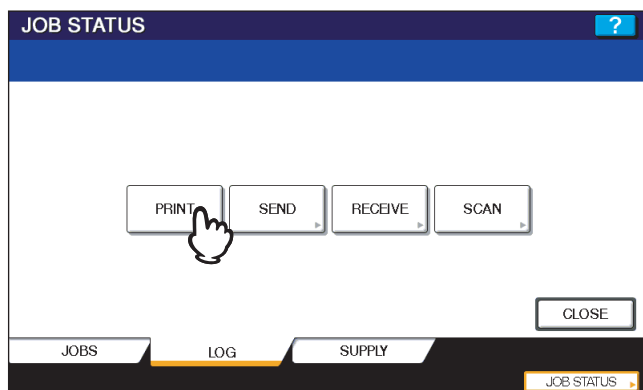 JOB STATUS ?
PRINT SEND RECEIVE SCAN
CLOSE
JOBS LOG SUPPLY
JOB STATUS